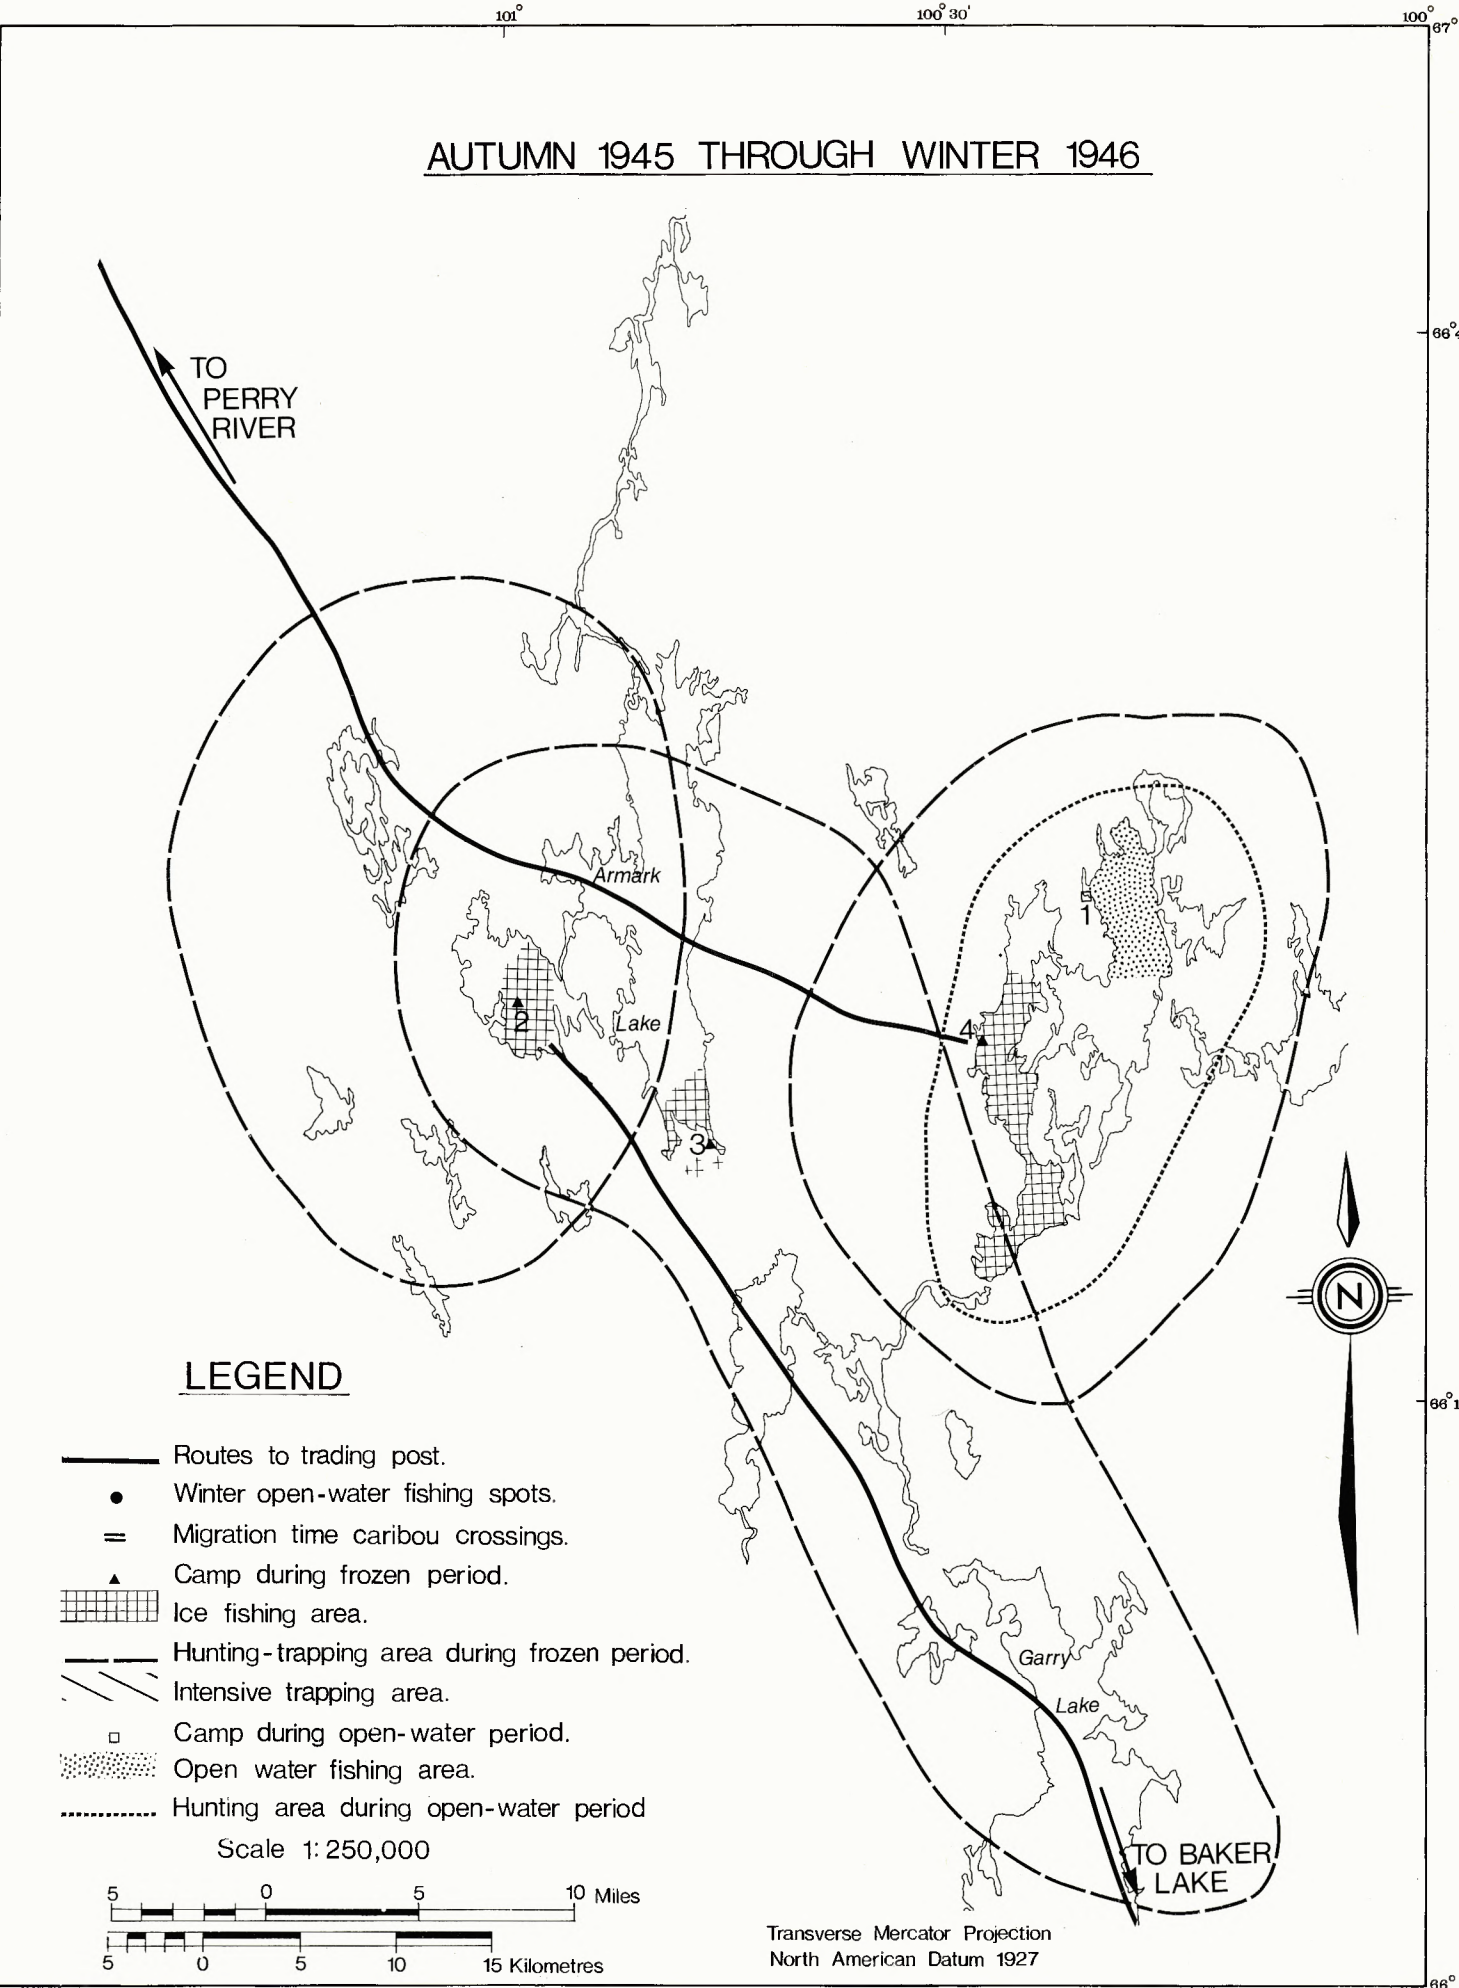 101°
100° 30'
100°
67°
AUTUMN 1945 THROUGH WINTER 1946
66° 4
TO
PERRY
RIVER
Armark
1
2
Lake
4
3
N
LEGEND
66° 1
Routes to trading post.
Winter open-water fishing spots.
Migration time caribou crossings.
Camp during frozen period.
Ice fishing area.
Hunting-trapping area during frozen period.
Intensive trapping area.
Camp during open-water period.
Open water fishing area.
Hunting area during open-water period
Garry
Lake
Scale 1:250,000
TO BAKER
LAKE
5 0 5 10 Miles
5 0 5 10 15 Kilometres
Transverse Mercator Projection
North American Datum 1927
66°